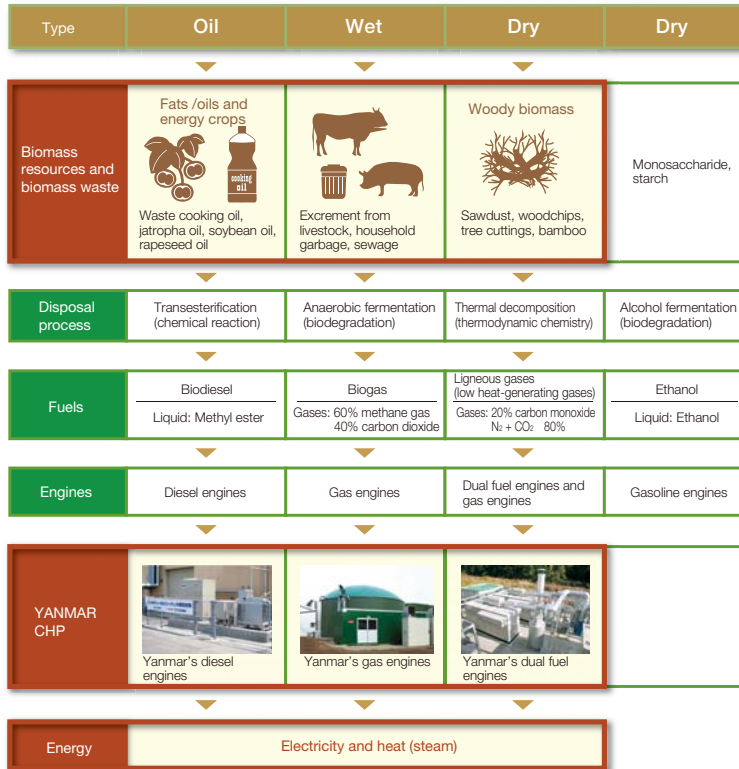 Type
Oil
Wet
Dry
Dry
Biomass
resources and
biomass waste
Fats /oils and
energy crops
cooking
oil
Waste cooking oil,
jatropha oil, soybean oil,
rapeseed oil
Excrement from
livestock, household
garbage, sewage
Woody biomass
Sawdust, woodchips,
tree cuttings, bamboo
Monosaccharide,
starch
Disposal
process
Transesterification
(chemical reaction)
Anaerobic fermentation
(biodegradation)
Thermal decomposition
(thermodynamic chemistry)
Alcohol fermentation
(biodegradation)
Fuels
Biodiesel
Liquid: Methyl ester
Biogas
Gases: 60% methane gas
40% carbon dioxide
Ligneous gases
(low heat-generating gases)
Gases: 20% carbon monoxide
N₂ + CO₂ 80%
Ethanol
Liquid: Ethanol
Engines
Diesel engines
Gas engines
Dual fuel engines and
gas engines
Gasoline engines
YANMAR
CHP
Yanmar's diesel
engines
Yanmar's gas engines
Yanmar's dual fuel
engines
Energy
Electricity and heat (steam)